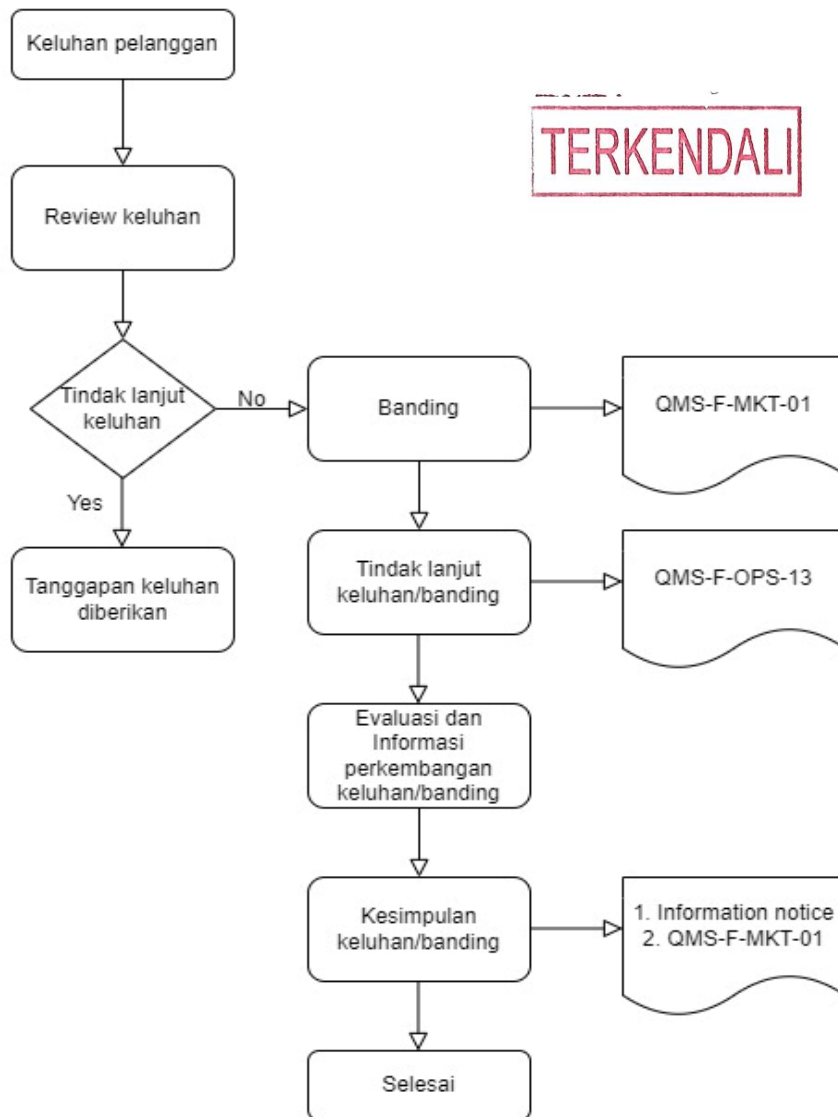 Keluhan pelanggan
TERKENDALI
Review keluhan
Tindak lanjut
keluhan
No
Banding
QMS-F-MKT-01
Yes
Tanggapan keluhan
diberikan
Tindak lanjut
keluhan/banding
QMS-F-OPS-13
Evaluasi dan
Informasi
perkembangan
keluhan/banding
Kesimpulan
keluhan/banding
1. Information notice
2. QMS-F-MKT-01
Selesai